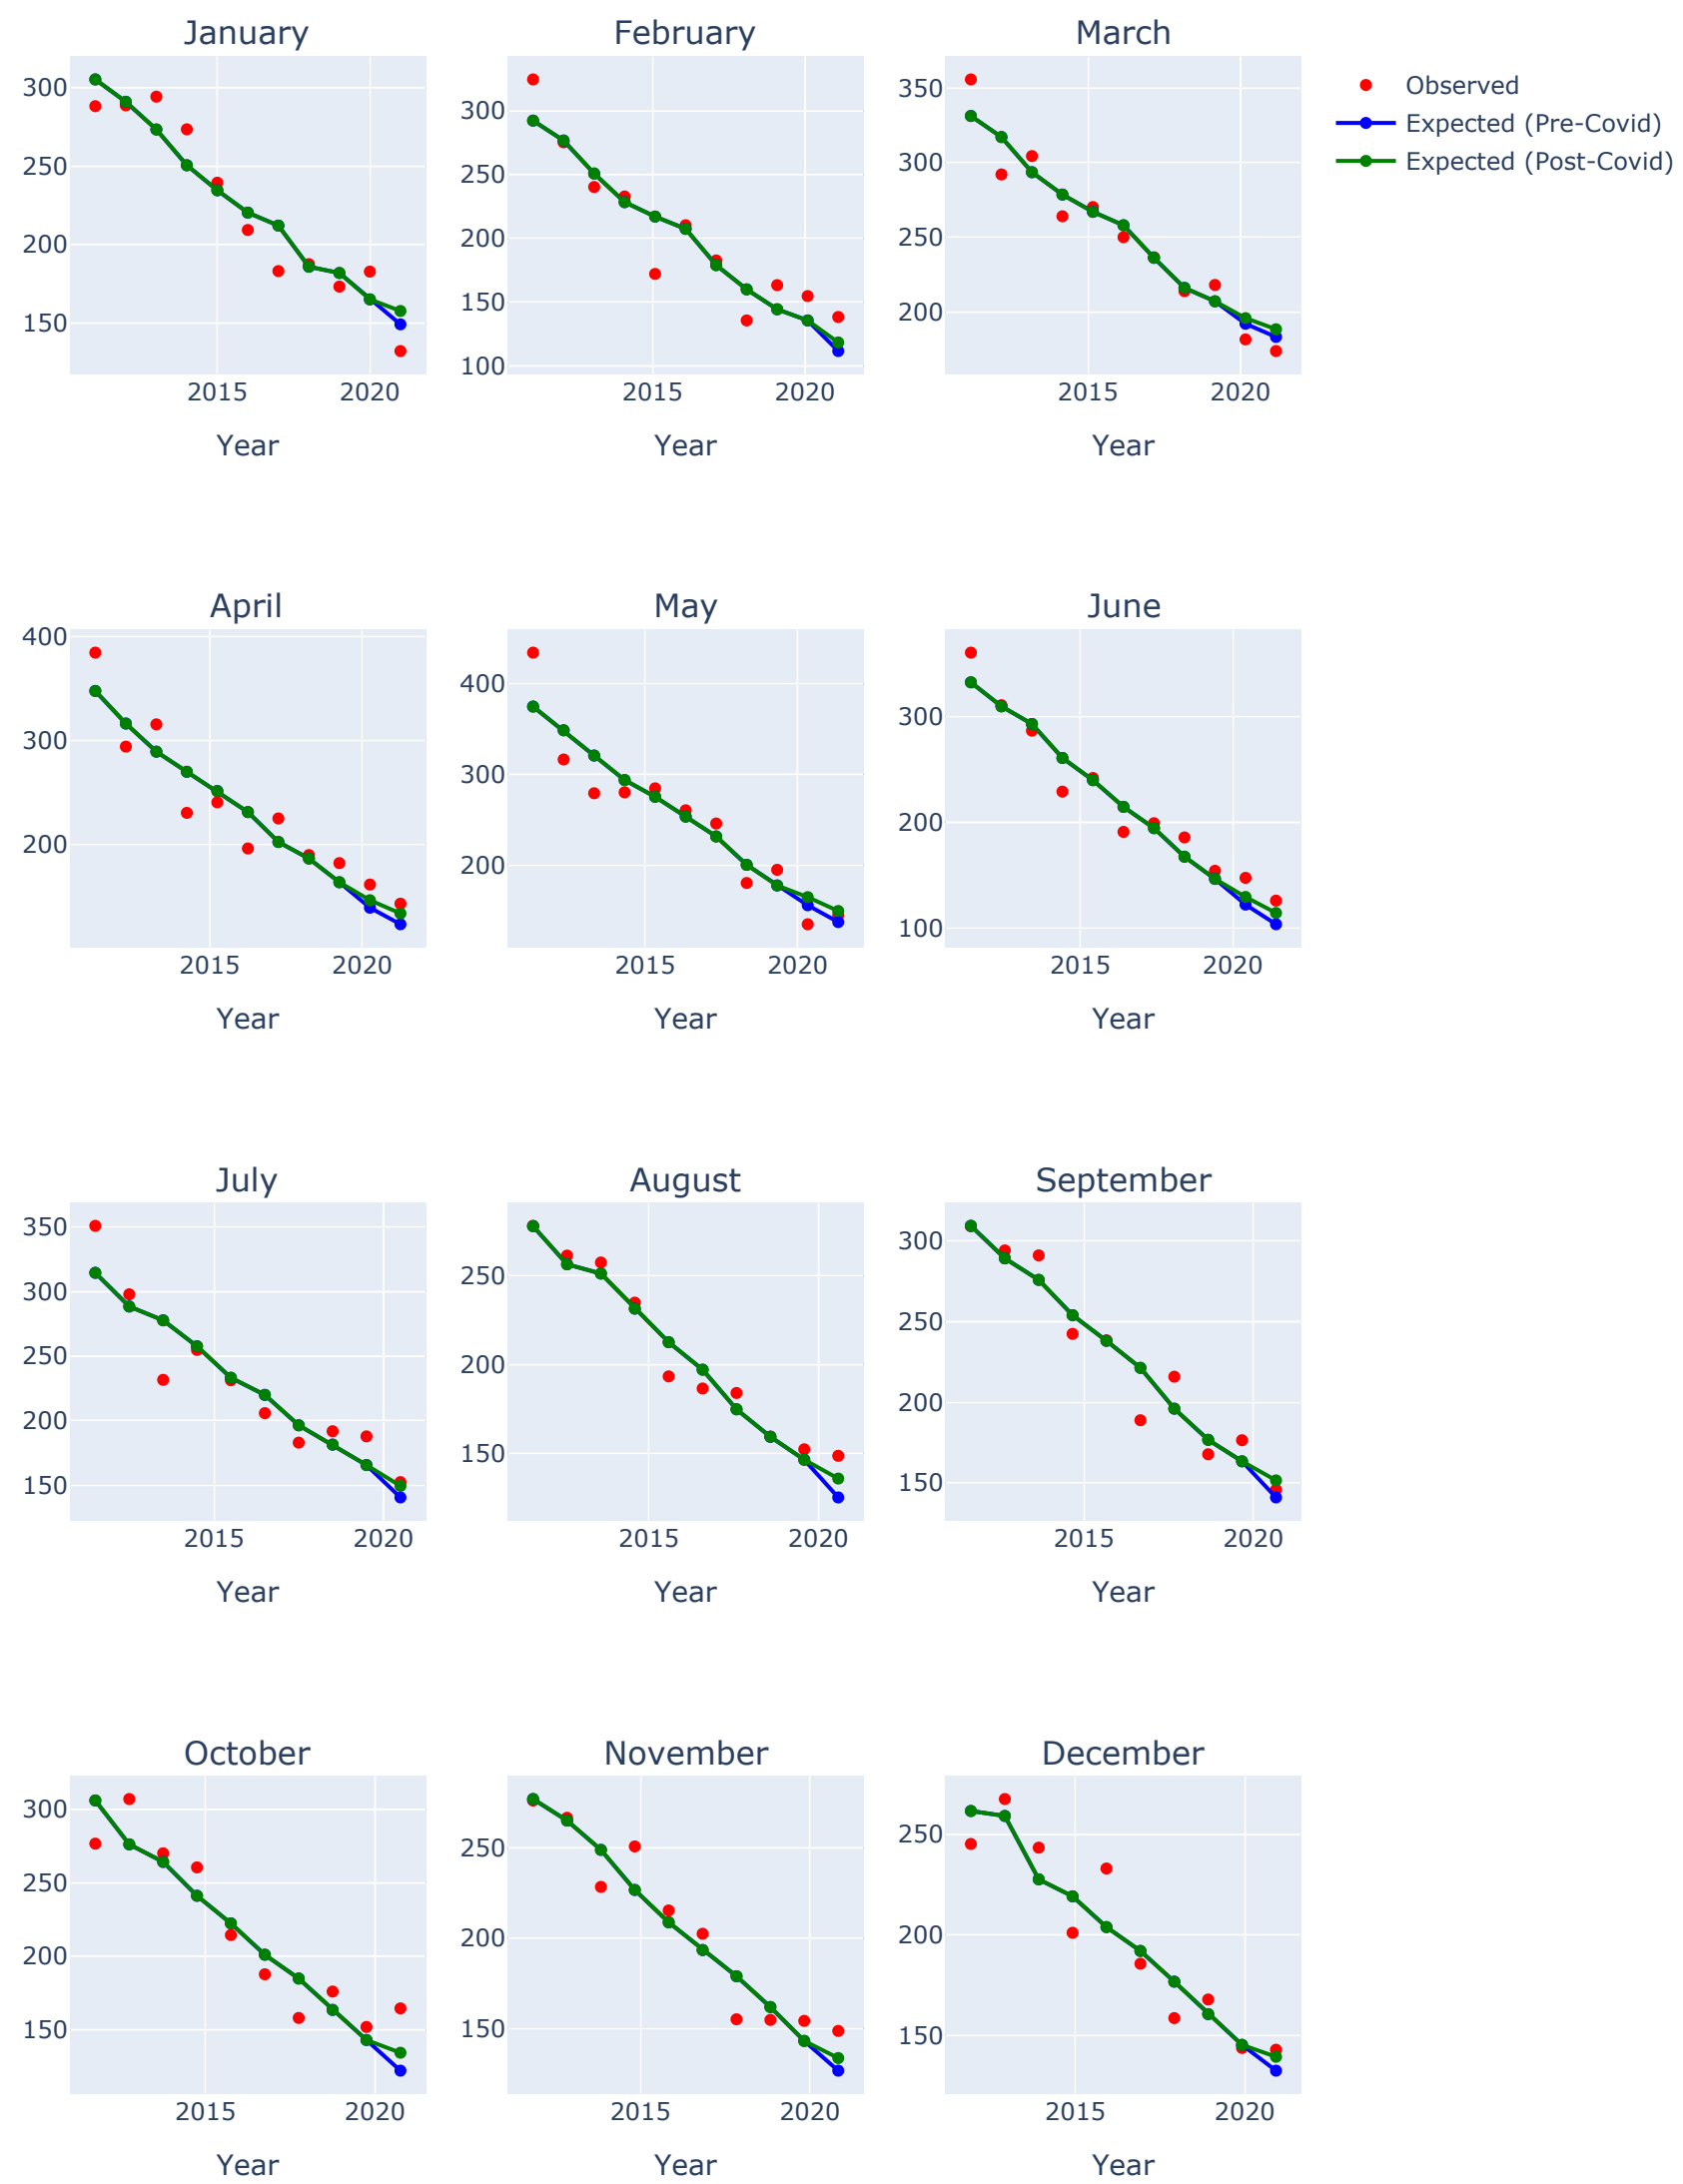 January
February
March
300
250
200
150
2015
2020
Year
300
250
200
150
100
2015
2020
Year
350
300
250
200
2015
2020
Year
Observed
Expected (Pre-Covid)
Expected (Post-Covid)
April
May
June
400
300
200
2015
2020
Year
400
300
200
2015
2020
Year
300
200
100
2015
2020
Year
July
August
September
350
300
250
200
150
2015
2020
Year
250
200
150
2015
2020
Year
300
250
200
150
2015
2020
Year
October
November
December
300
250
200
150
2015
2020
Year
250
200
150
2015
2020
Year
250
200
150
2015
2020
Year